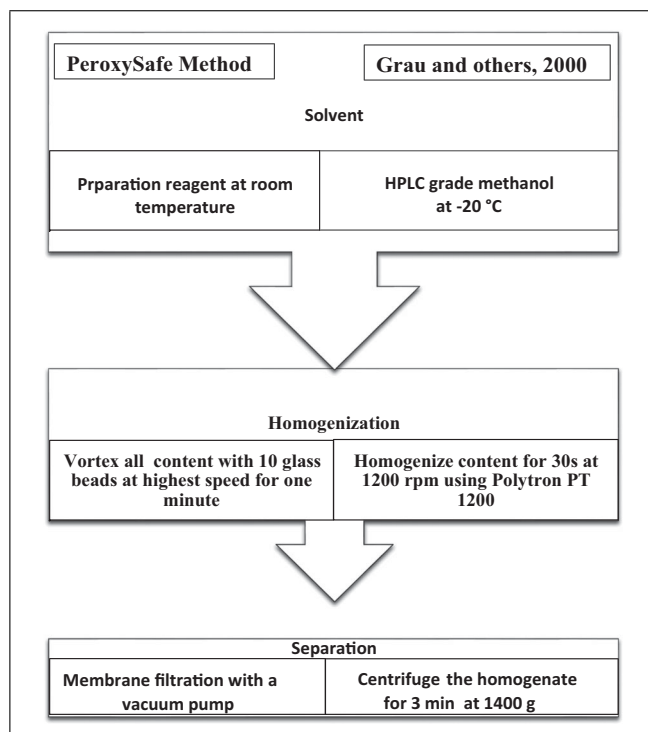 PeroxySafe Method
Grau and others, 2000
Solvent
Prparation reagent at room
temperature
HPLC grade methanol
at -20 °C
Homogenization
Vortex all content with 10 glass
beads at highest speed for one
minute
Homogenize content for 30s at
1200 rpm using Polytron PT
1200
Separation
Membrane filtration with a
vacuum pump
Centrifuge the homogenate
for 3 min at 1400 g